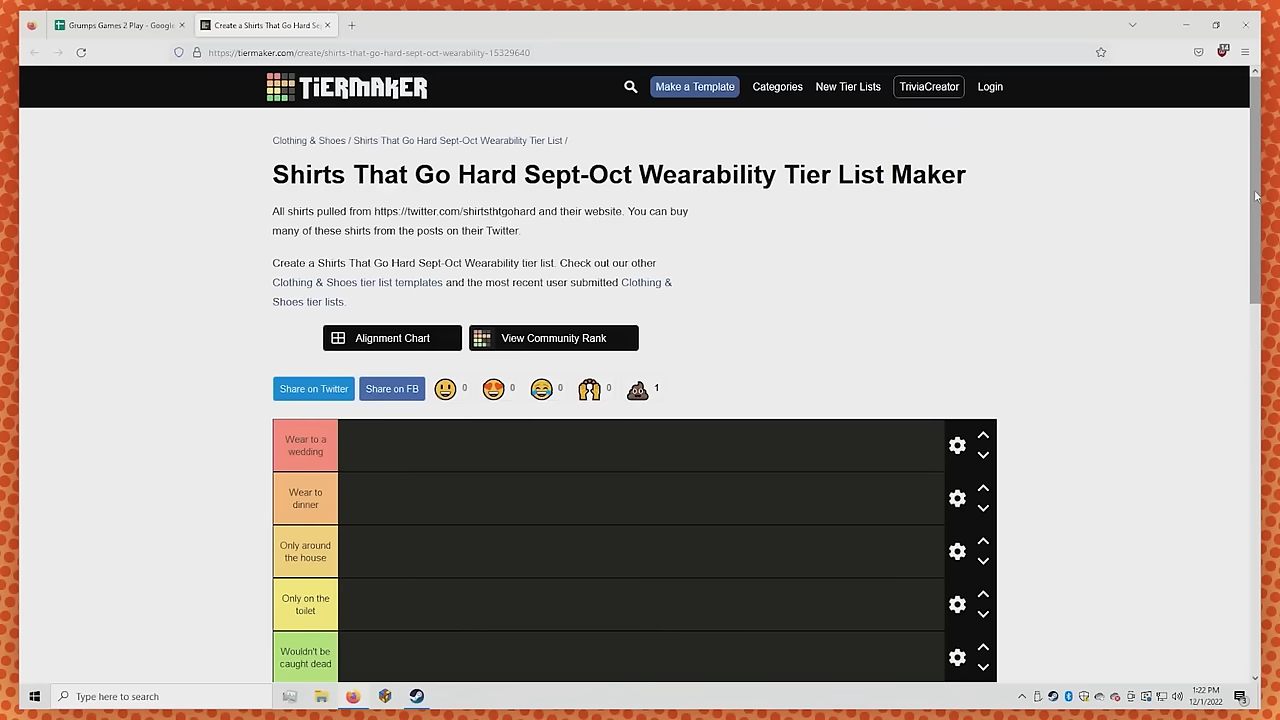 Grumps Games 2 Play - Google
Create a Shirts That Go Hard Se
https://tiermaker.com/create/shirts-that-go-hard-sept-oct-wearability-15329640
TiERMAKER
Make a Template
Categories
New Tier Lists
TriviaCreator
Login
Clothing & Shoes / Shirts That Go Hard Sept-Oct Wearability Tier List /
Shirts That Go Hard Sept-Oct Wearability Tier List Maker
All shirts pulled from https://twitter.com/shirtsthtgohard and their website. You can buy
many of these shirts from the posts on their Twitter.
Create a Shirts That Go Hard Sept-Oct Wearability tier list. Check out our other
Clothing & Shoes tier list templates and the most recent user submitted Clothing &
Shoes tier lists.
Alignment Chart
View Community Rank
Share on Twitter
Share on FB
0
0
0
0
1
Wear to a
wedding
Wear to
dinner
Only around
the house
Only on the
toilet
Wouldn't be
caught dead
Type here to search
1:22 PM
12/1/2022
3